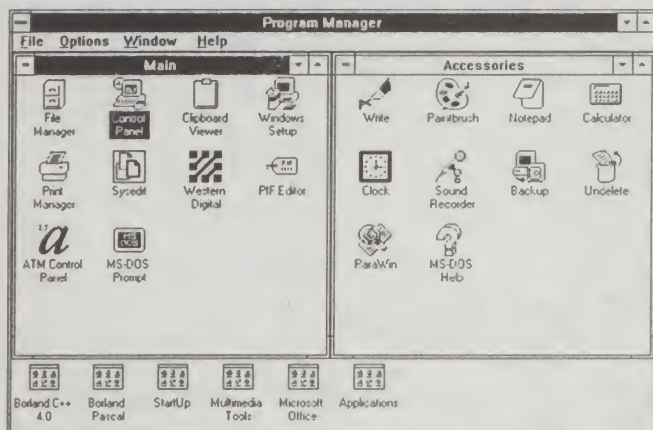 Program Manager
File Options Window Help
Main
File Manager
Control Panel
Clipboard Viewer
Windows Setup
Print Manager
Sysedit
Western Digital
PIF Editor
ATM Control Panel
MS-DOS Prompt
Accessories
Write
Paintbrush
Notepad
Calculator
Clock
Sound Recorder
Backup
Undelete
ParaWin
MS-DOS Help
Borland C++ 4.0
Borland Pascal
StartUp
Multimedia Tools
Microsoft Office
Applications